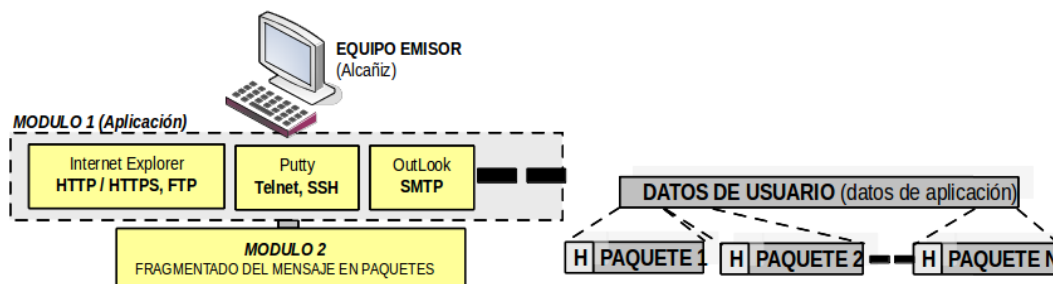 EQUIPO EMISOR
(Alcañiz)
MODULO 1 (Aplicación)
Internet Explorer
HTTP / HTTPS, FTP
Putty
Telnet, SSH
OutLook
SMTP
MODULO 2
FRAGMENTADO DEL MENSAJE EN PAQUETES
DATOS DE USUARIO (datos de aplicación)
H PAQUETE 1
H PAQUETE 2
H PAQUETE N